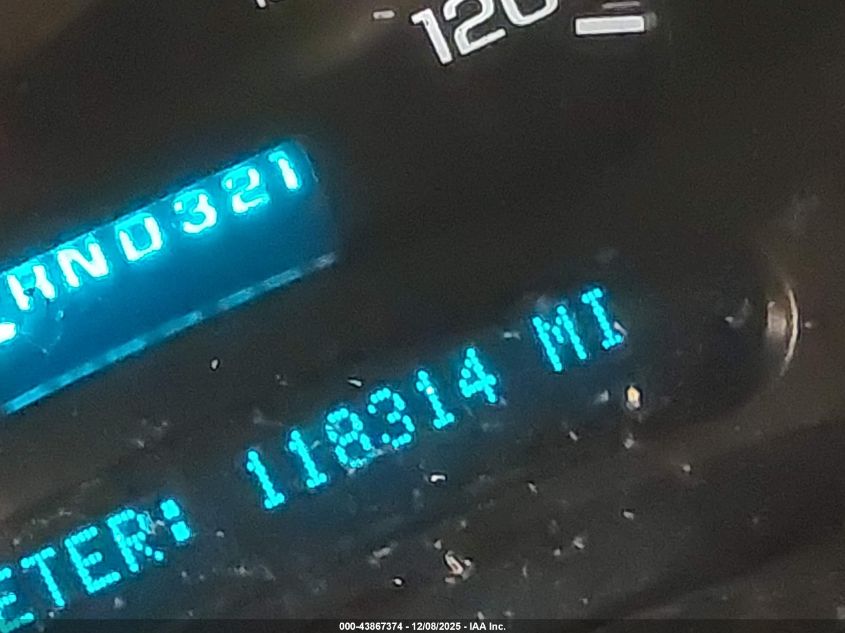 120
RND321
118314 MI
ETER:
000-43867374 - 12/08/2025 - IAA Inc.